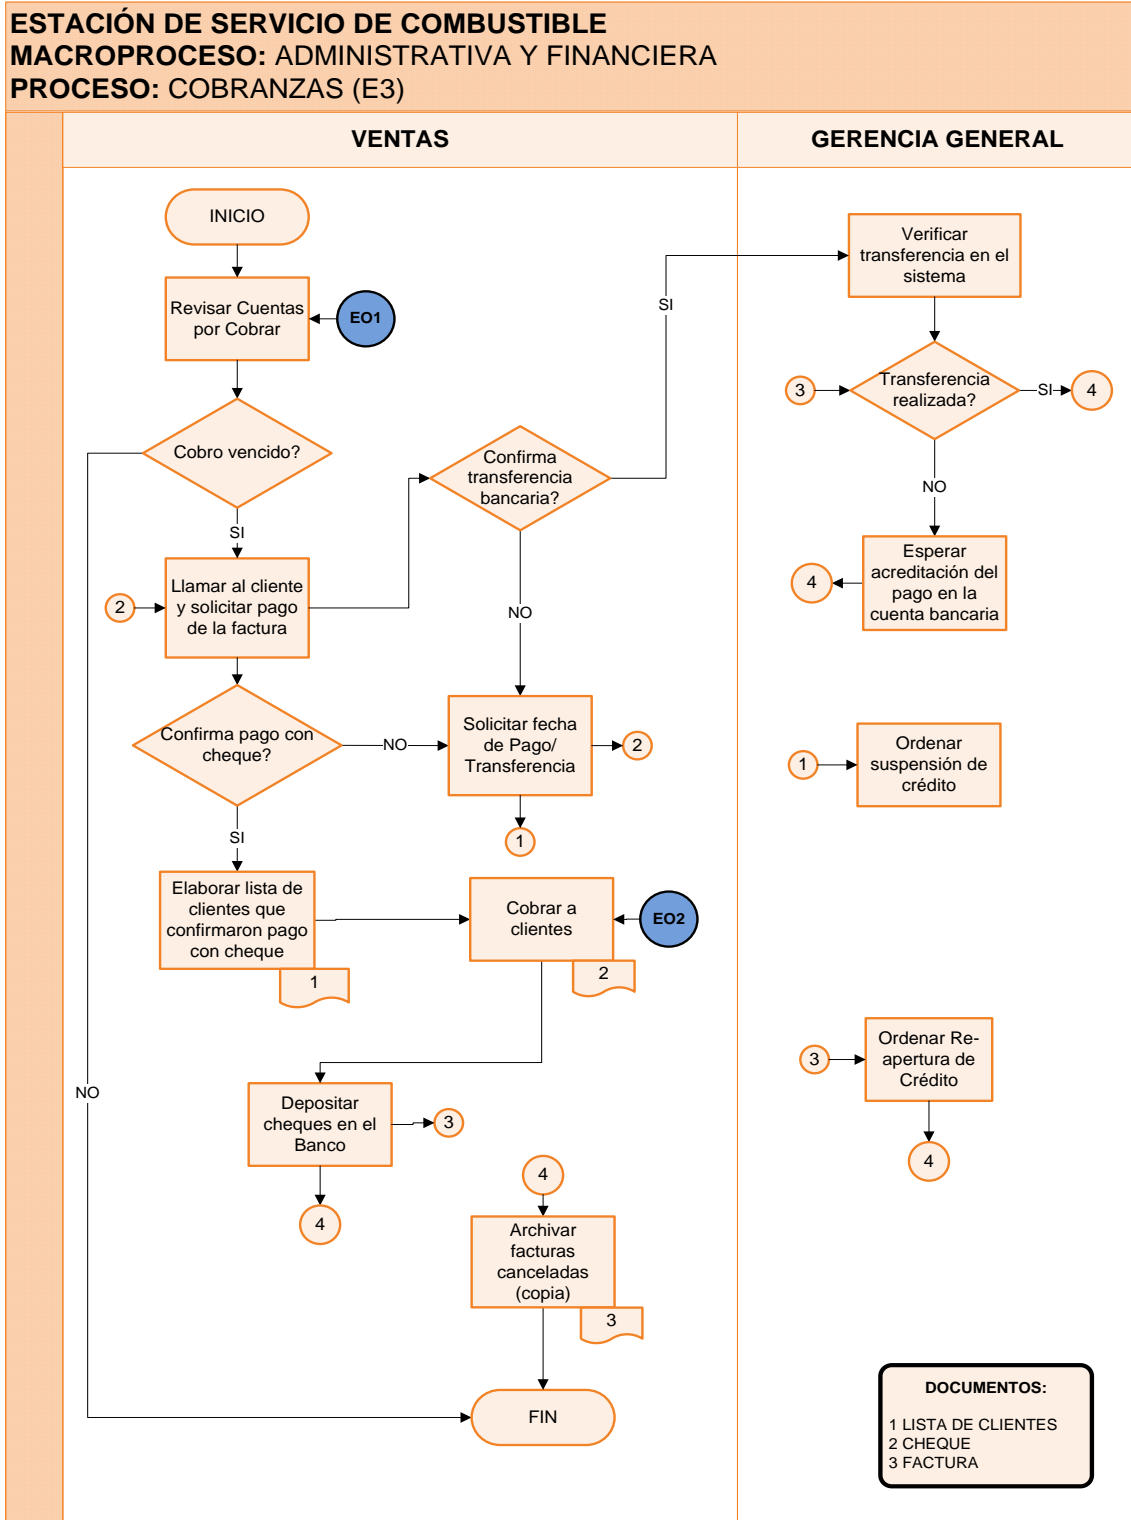 ESTACIÓN DE SERVICIO DE COMBUSTIBLE
MACROPROCESO: ADMINISTRATIVA Y FINANCIERA
PROCESO: COBRANZAS (E3)
VENTAS
GERENCIA GENERAL
INICIO
Revisar Cuentas
por Cobrar
EO1
Cobro vencido?
SI
NO
2
Llamar al cliente
y solicitar pago
de la factura
Confirma
transferencia
bancaria?
SI
NO
Confirma pago con
cheque?
NO
SI
Solicitar fecha
de Pago/
Transferencia
2
1
Elaborar lista de
clientes que
confirmaron pago
con cheque
1
Cobrar a
clientes
2
EO2
Depositar
cheques en el
Banco
3
4
4
Archivar
facturas
canceladas
(copia)
3
FIN
Verificar
transferencia en el
sistema
3
Transferencia
realizada?
SI
4
NO
Esperar
acreditación del
pago en la
cuenta bancaria
4
1
Ordenar
suspensión de
crédito
3
Ordenar Re-
apertura de
Crédito
4
DOCUMENTOS:
1 LISTA DE CLIENTES
2 CHEQUE
3 FACTURA